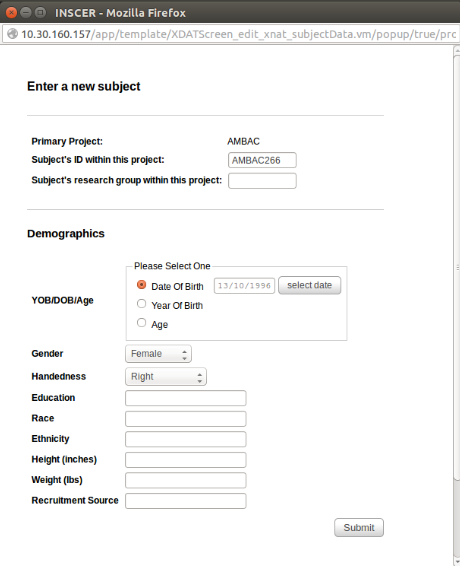 INSCER - Mozilla Firefox
10.30.160.157/app/template/XDATScreen_edit_xnat_subjectData.vm/popup/true/prc
Enter a new subject
Primary Project: AMBAC
Subject's ID within this project: AMBAC266
Subject's research group within this project:
Demographics
Please Select One
YOB/DOB/Age
Date Of Birth 13/10/1996 select date
Year Of Birth
Age
Gender Female
Handedness Right
Education
Race
Ethnicity
Height (inches)
Weight (lbs)
Recruitment Source
Submit